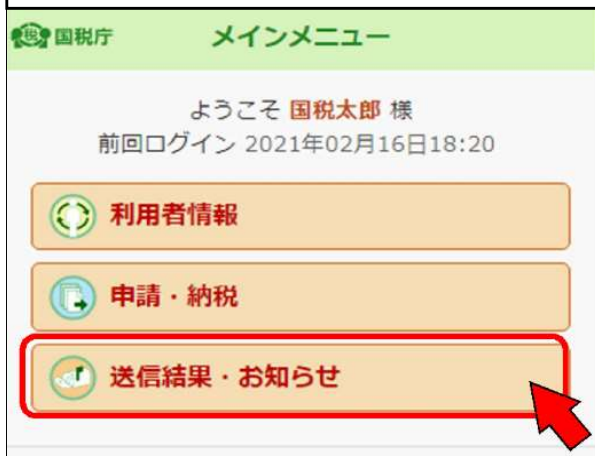 国税庁 メインメニュー
ようこそ 国税太郎 様
前回ログイン 2021年02月16日18:20
利用者情報
申請・納税
送信結果・お知らせ